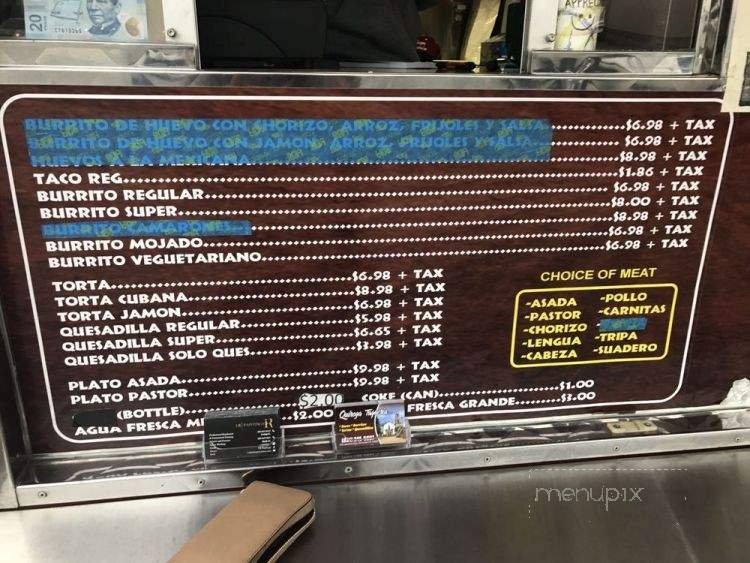 20
APPREC
BURRITO DE HUEVO CON CHORIZO, ARROZ, FRIJOLES Y SALSA $6.98 + TAX
BURRITO DE HUEVO CON JAMON, ARROZ, FRIJOLES Y SALSA $6.98 + TAX
HUEVOS A LA MEXICANA $8.98 + TAX
TACO REG $1.86 + TAX
BURRITO REGULAR $6.98 + TAX
BURRITO SUPER $8.00 + TAX
BURRITO CAMARONES $8.98 + TAX
BURRITO MOJADO $6.98 + TAX
BURRITO VEGUETARIANO $6.98 + TAX
TORTA $6.98 + TAX
TORTA CUBANA $8.98 + TAX
TORTA JAMON $6.98 + TAX
QUESADILLA REGULAR $5.98 + TAX
QUESADILLA SUPER $6.65 + TAX
QUESADILLA SOLO QUES $3.98 + TAX
PLATO ASADA $9.98 + TAX
PLATO PASTOR $9.98 + TAX
CHOICE OF MEAT
-ASADA -POLLO
-PASTOR -CARNITAS
-CHORIZO -
-LENGUA -TRIPA
-CABEZA -SUADERO
(BOTTLE) $2.00 COKE (CAN) $1.00
AGUA FRESCA ME $2.00 FRESCA GRANDE $3.00
menupix